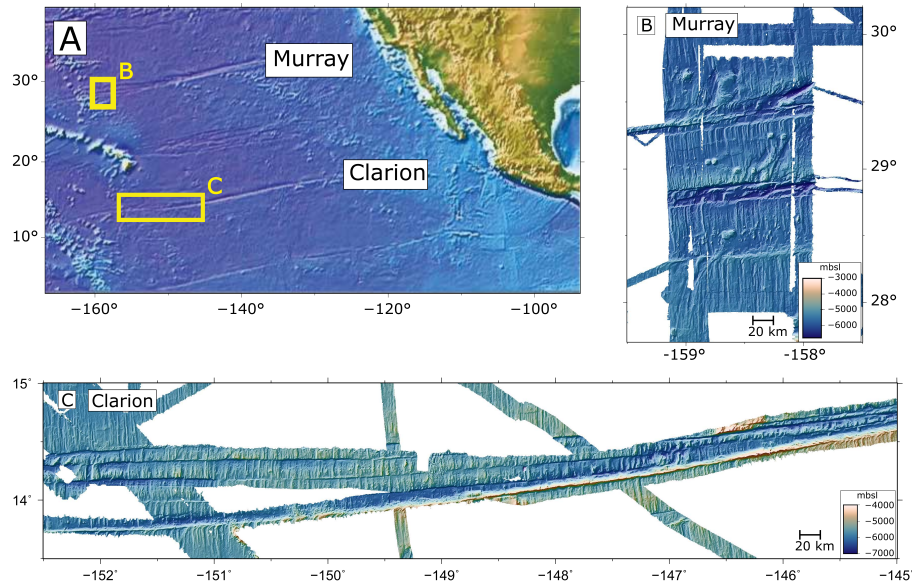 A
Murray
B
Clarion
C
30°
20°
10°
−160°
−140°
−120°
−100°
B
Murray
30°
29°
28°
mbsl
−3000
−4000
−5000
−6000
20 km
-159°
-158°
15°
C
Clarion
14°
mbsl
−4000
−5000
−6000
−7000
20 km
−152°
−151°
−150°
−149°
−148°
−147°
−146°
−145°